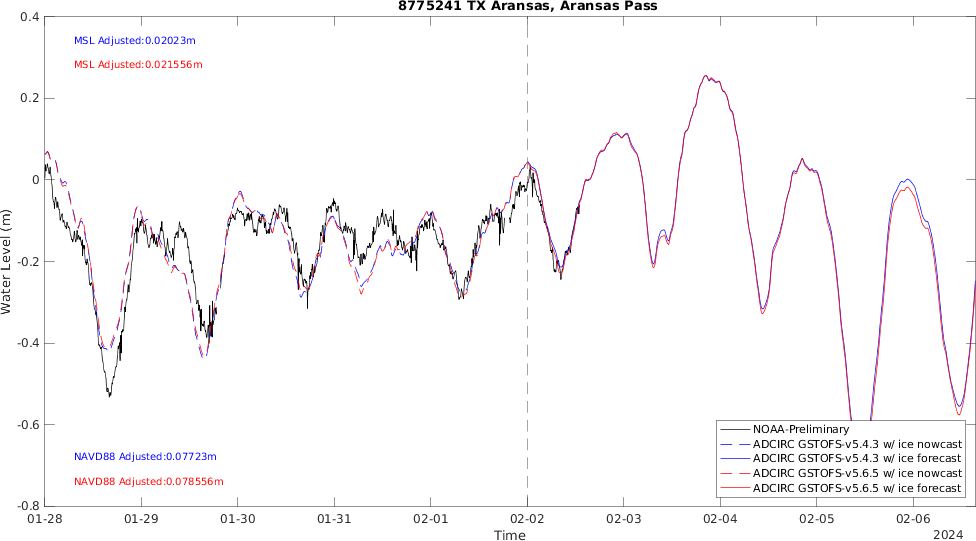 8775241 TX Aransas, Aransas Pass
MSL Adjusted:0.02023m
MSL Adjusted:0.021556m
0.4
0.2
0
-0.2
-0.4
-0.6
-0.8
Water Level (m)
NAVD88 Adjusted:0.07723m
NAVD88 Adjusted:0.078556m
NOAA-Preliminary
ADCIRC GSTOFS-v5.4.3 w/ ice nowcast
ADCIRC GSTOFS-v5.4.3 w/ ice forecast
ADCIRC GSTOFS-v5.6.5 w/ ice nowcast
ADCIRC GSTOFS-v5.6.5 w/ ice forecast
01-28 01-29 01-30 01-31 02-01 02-02 02-03 02-04 02-05 02-06
Time
2024